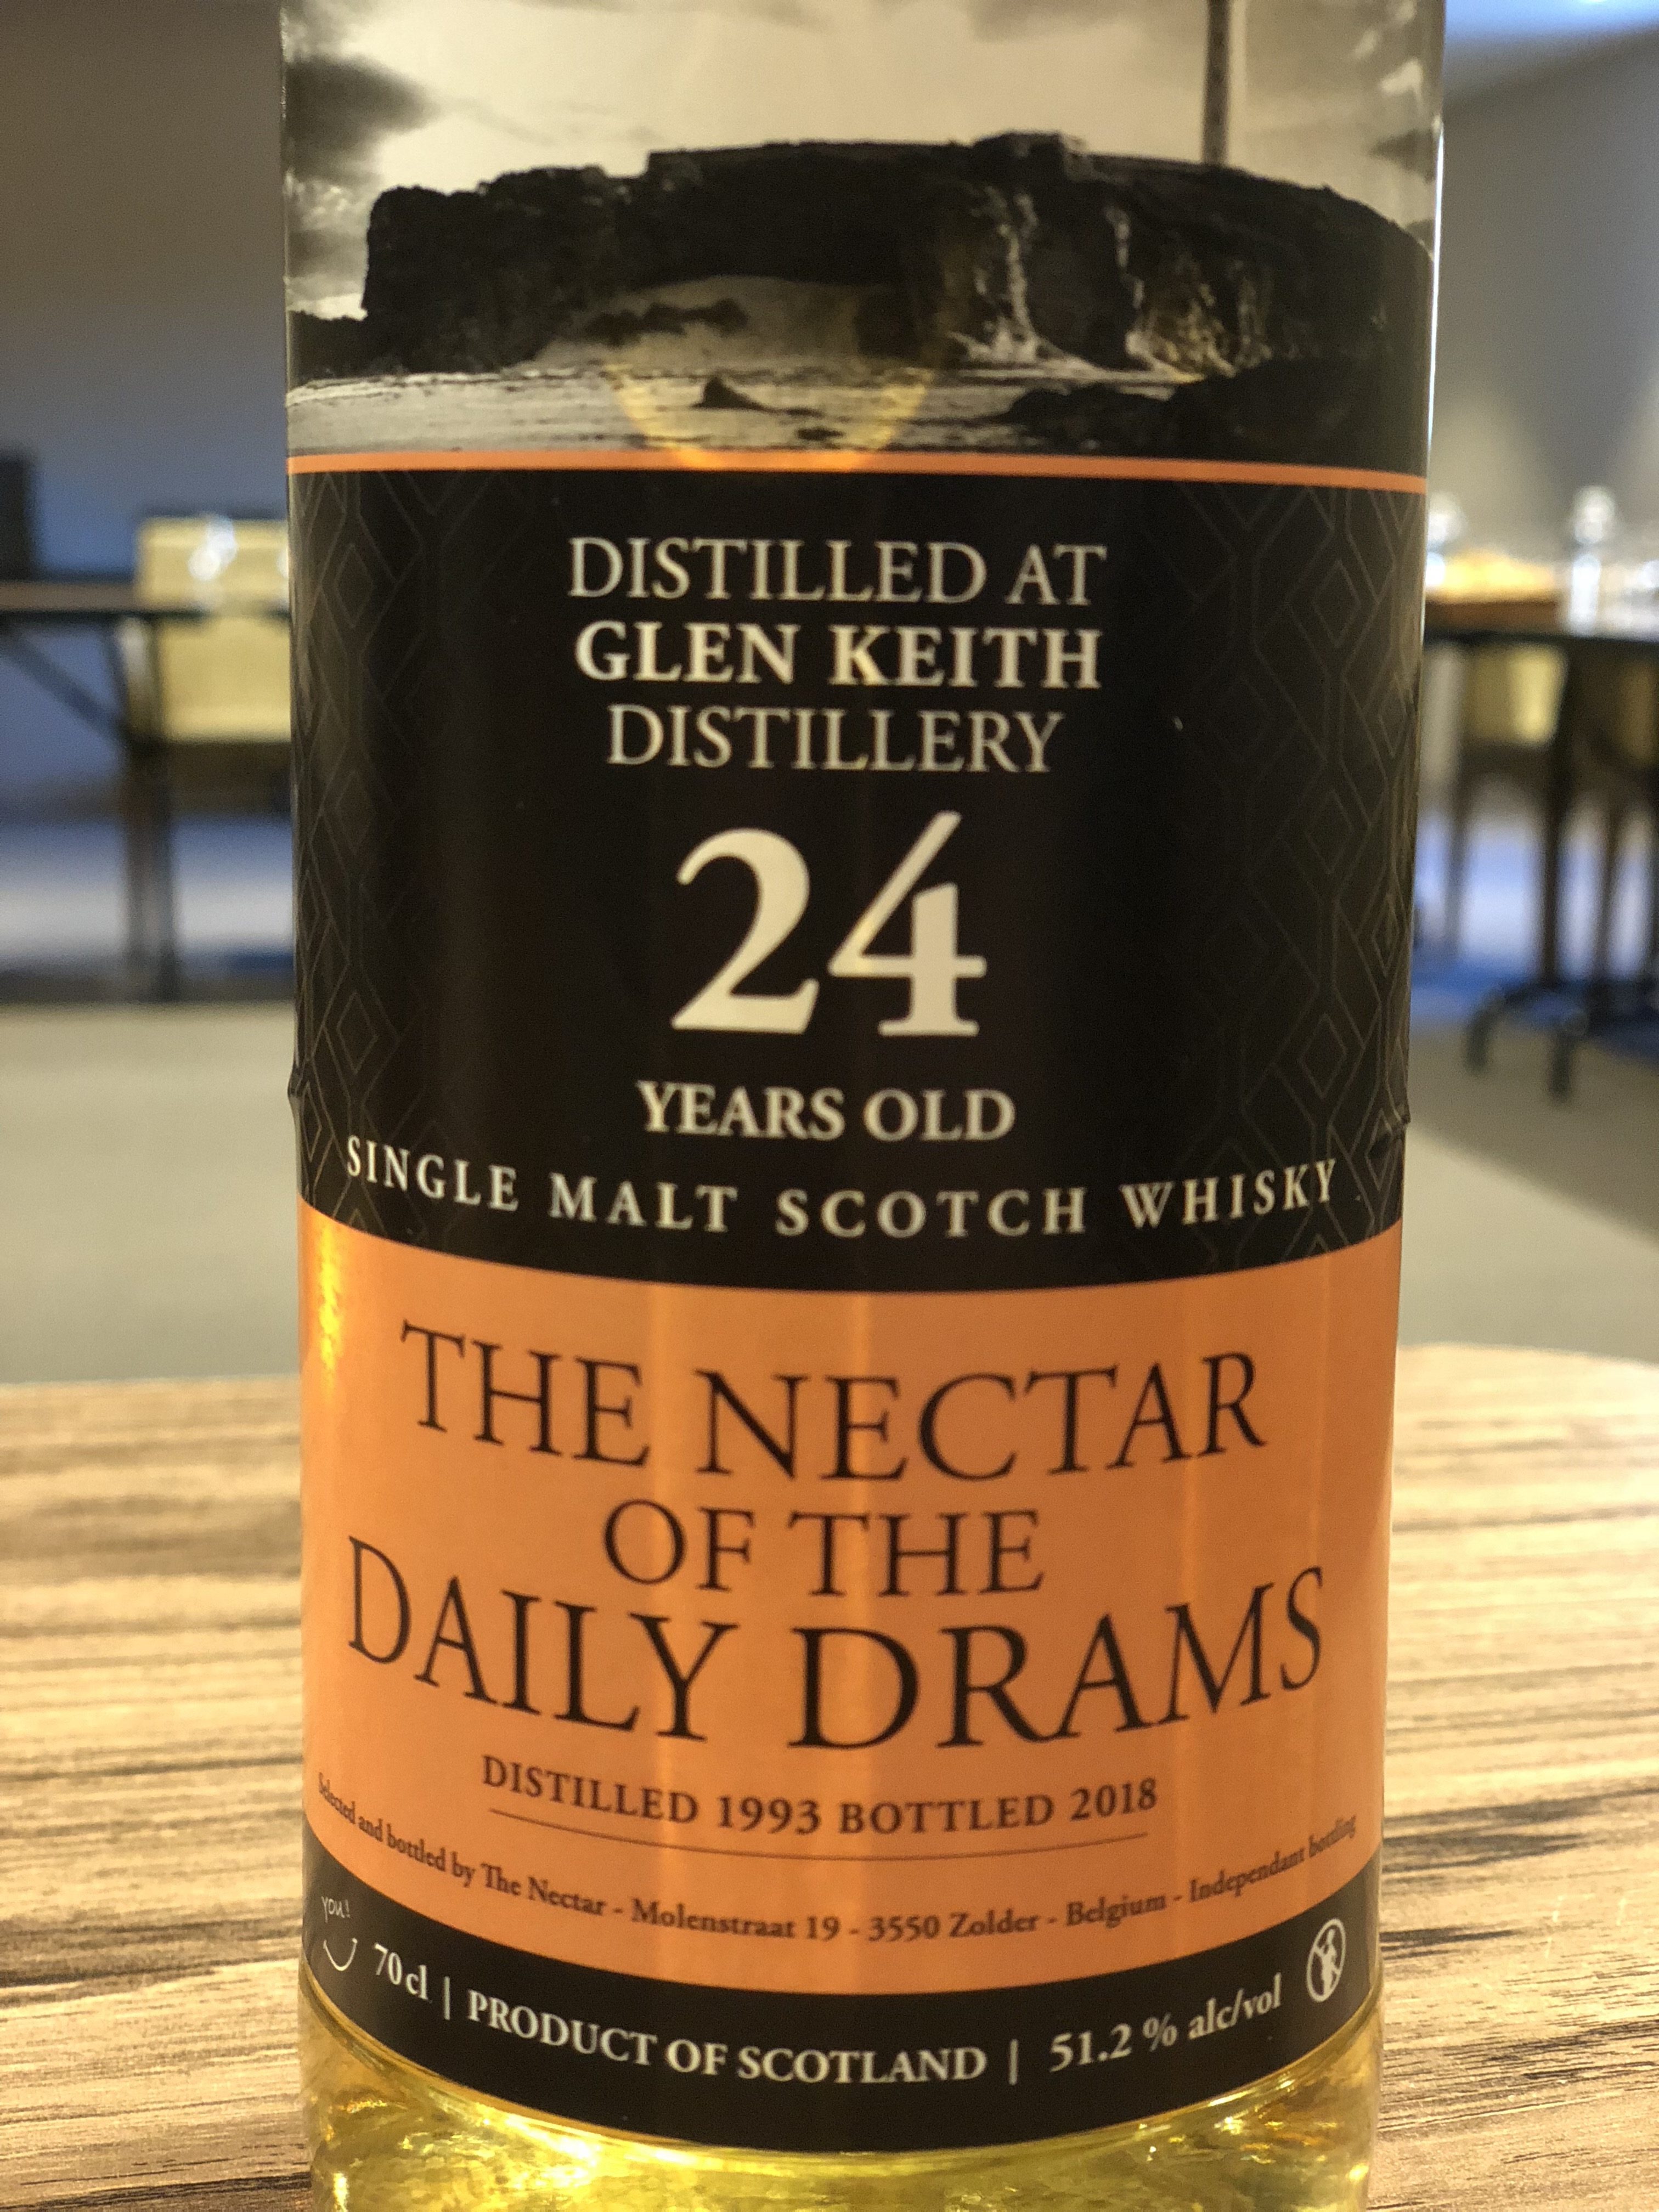 DISTILLED AT
GLEN KEITH
DISTILLERY
24
YEARS OLD
SINGLE MALT SCOTCH WHISKY
THE NECTAR
OF THE
DAILY DRAMS
DISTILLED 1993 BOTTLED 2018
Selected and bottled by The Nectar - Molenstraat 19 - 3550 Zolder - Belgium - Independant bottling
you!
70cl | PRODUCT OF SCOTLAND | 51.2 % alc/vol